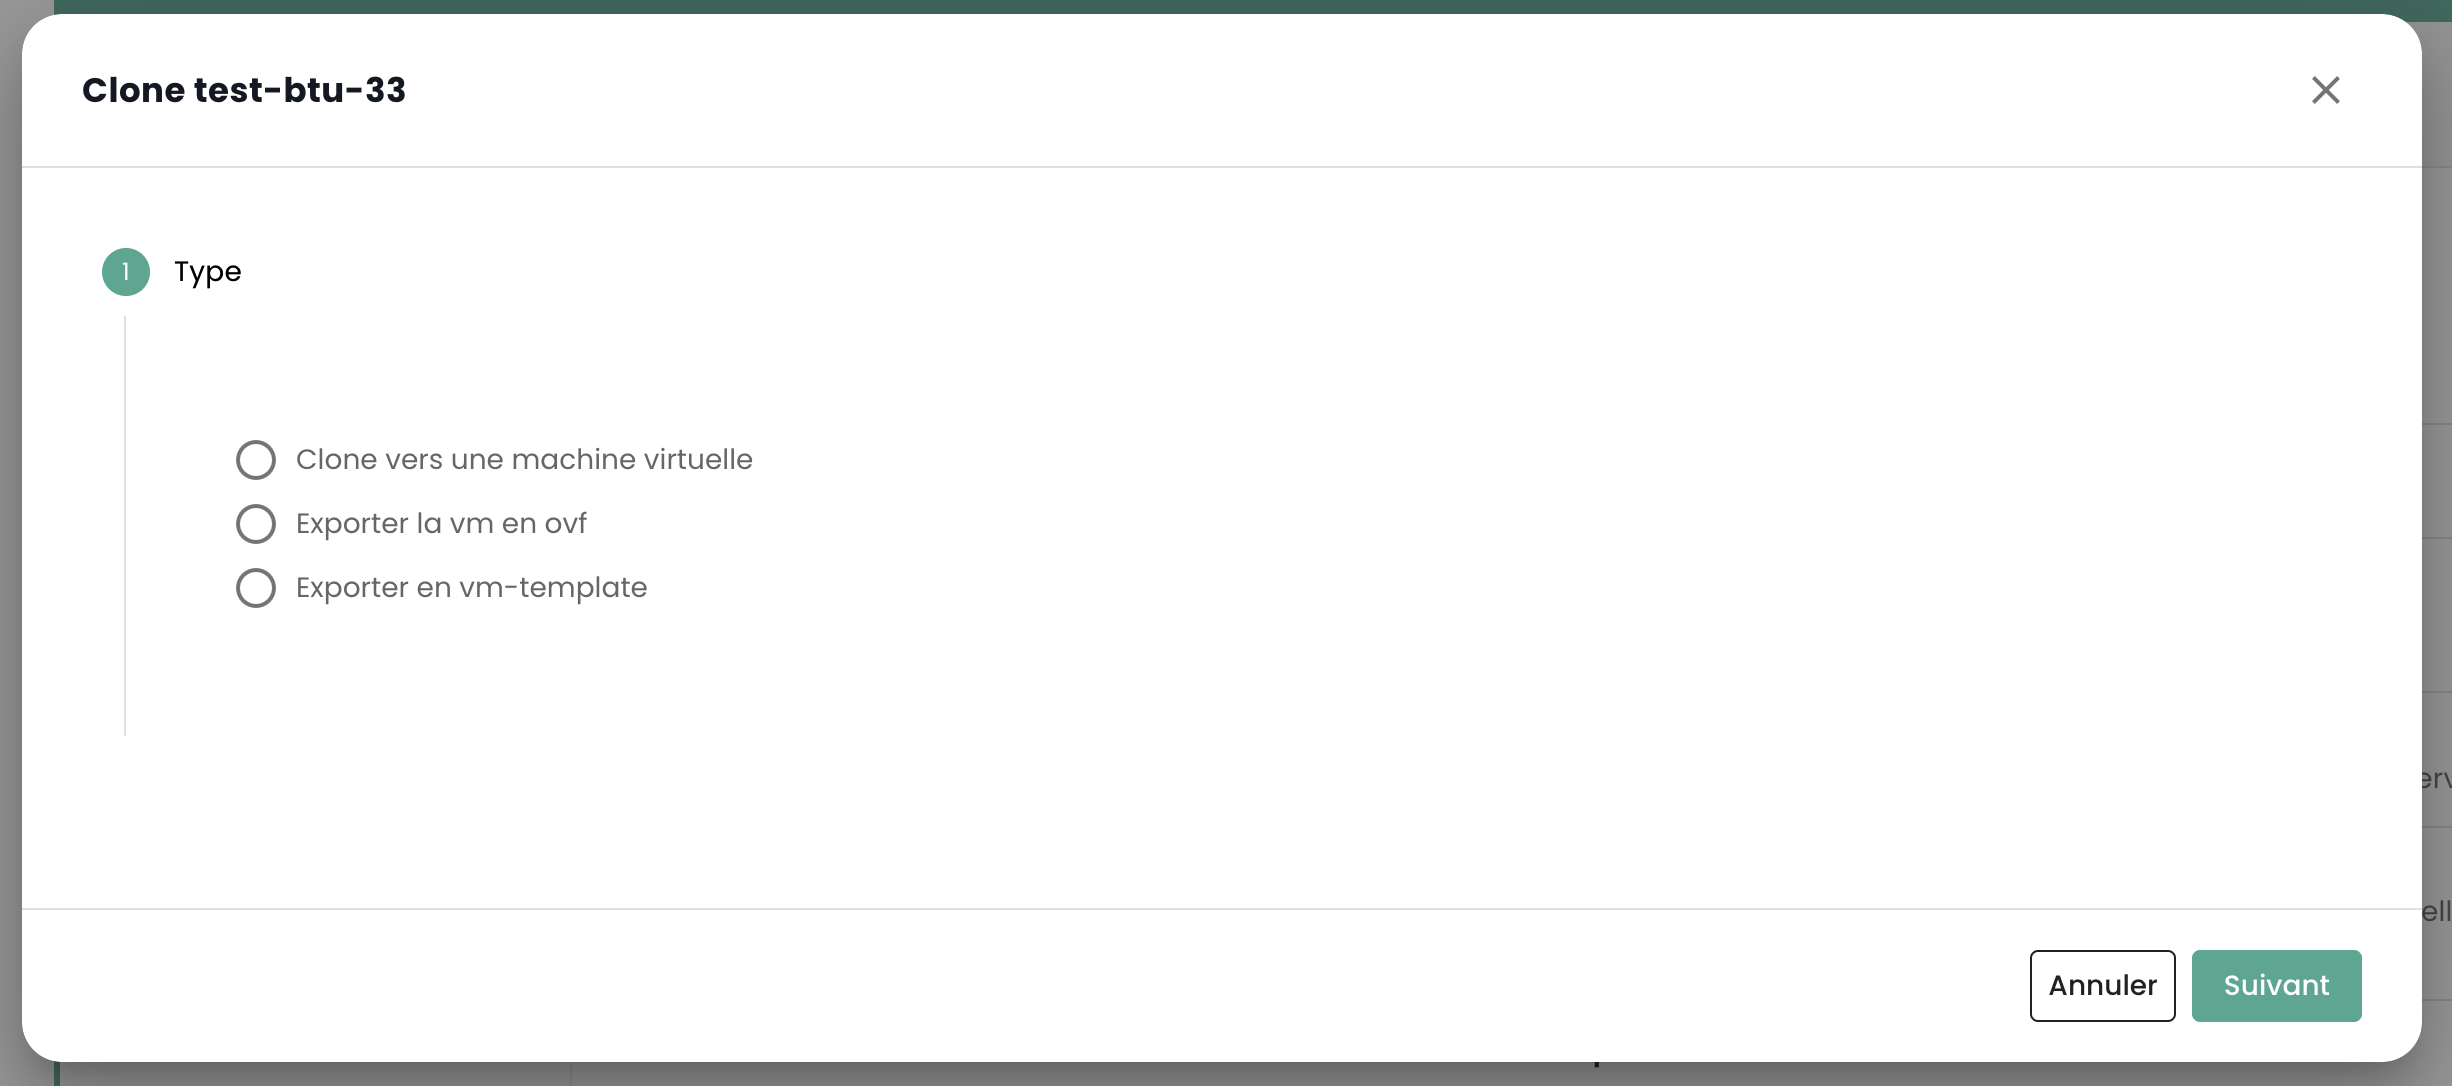 Clone test-btu-33
1 Type
Clone vers une machine virtuelle
Exporter la vm en ovf
Exporter en vm-template
Annuler Suivant